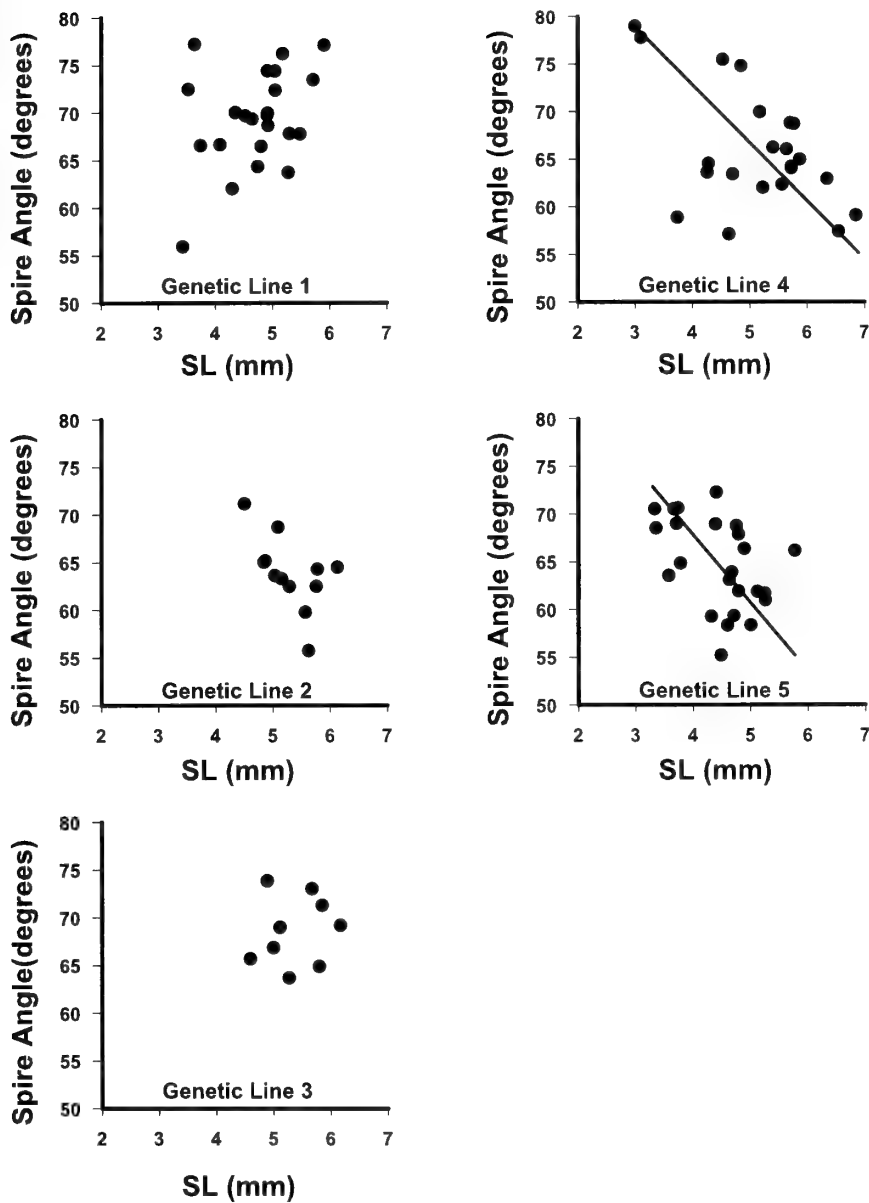 Spire Angle (degrees)
80
75
70
65
60
55
50
Genetic Line 1
2 3 4 5 6 7
SL (mm)
Spire Angle (degrees)
80
75
70
65
60
55
50
Genetic Line 4
2 3 4 5 6 7
SL (mm)
Spire Angle (degrees)
80
75
70
65
60
55
50
Genetic Line 2
2 3 4 5 6 7
SL (mm)
Spire Angle (degrees)
80
75
70
65
60
55
50
Genetic Line 5
2 3 4 5 6 7
SL (mm)
Spire Angle(degrees)
80
75
70
65
60
55
50
Genetic Line 3
2 3 4 5 6 7
SL (mm)